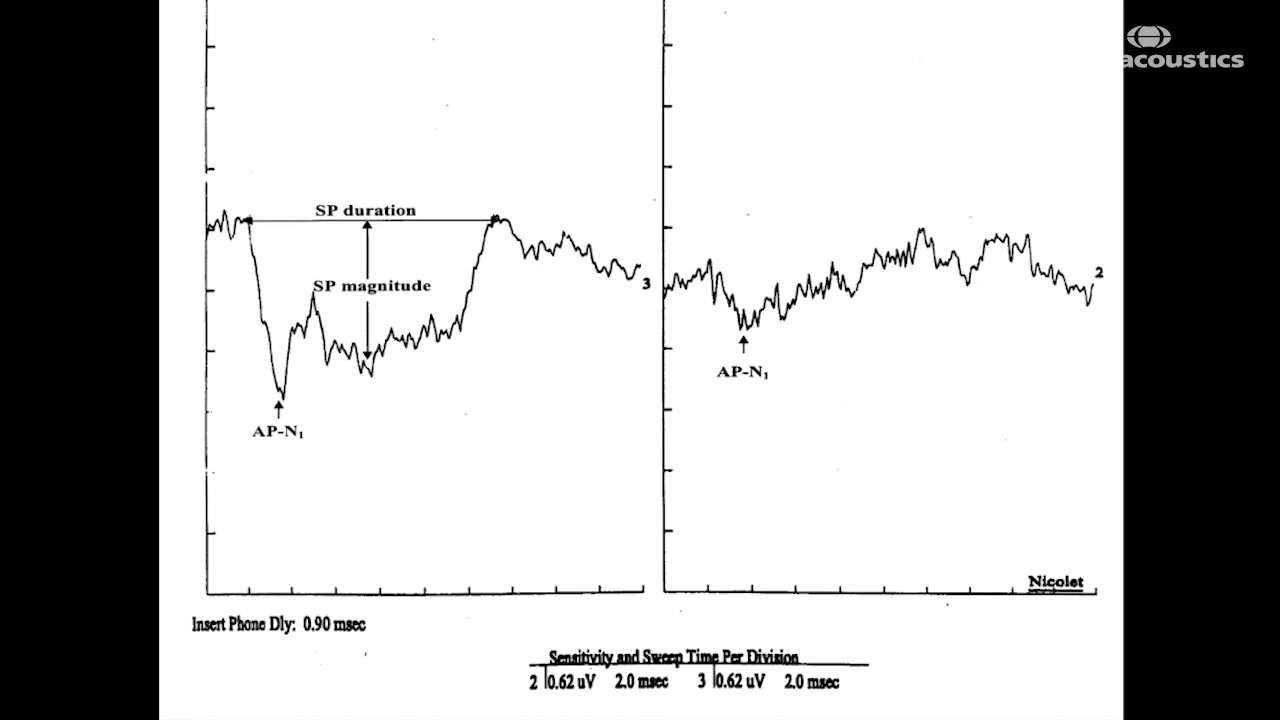 acoustics
SP duration
SP magnitude
3
2
AP-N₁
AP-N₁
Nicolet
Insert Phone Dly: 0.90 msec
Sensitivity and Sweep Time Per Division
2 0.62 uV 2.0 msec 3 0.62 uV 2.0 msec